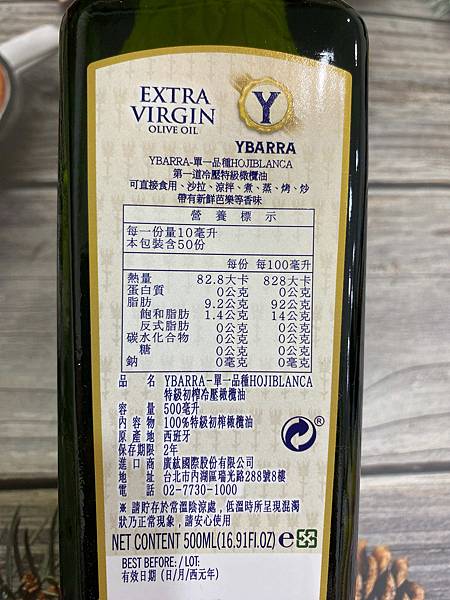 EXTRA
VIRGIN
OLIVE OIL
Y
YBARRA
YBARRA-單一品種HOJIBLANCA
第一道冷壓特級橄欖油
可直接食用、沙拉、涼拌、煮、蒸、烤、炒
帶有新鮮芭樂等香味
營養標示
每一份量10毫升
本包裝含50份
每份 每100毫升
熱量 82.8大卡 828大卡
蛋白質 0公克 0公克
脂肪 9.2公克 92公克
飽和脂肪 1.4公克 14公克
反式脂肪 0公克 0公克
碳水化合物 0公克 0公克
糖 0公克 0公克
鈉 0毫克 0毫克
品名 YBARRA-單一品種HOJIBLANCA
特級初榨冷壓橄欖油
容量 500毫升
內容物 100%特級初榨橄欖油
原產地 西班牙
保存期限 2年
進口商 廣紘國際股份有限公司
地址 台北市內湖區瑞光路288號8樓
電話 02-7730-1000
※ 請貯存於常溫陰涼處,低溫時所呈現混濁
狀乃正常現象,請安心使用
NET CONTENT 500ML(16.91Fl.OZ) e
BEST BEFORE: / LOT:
有效日期 (日/月/西元年)